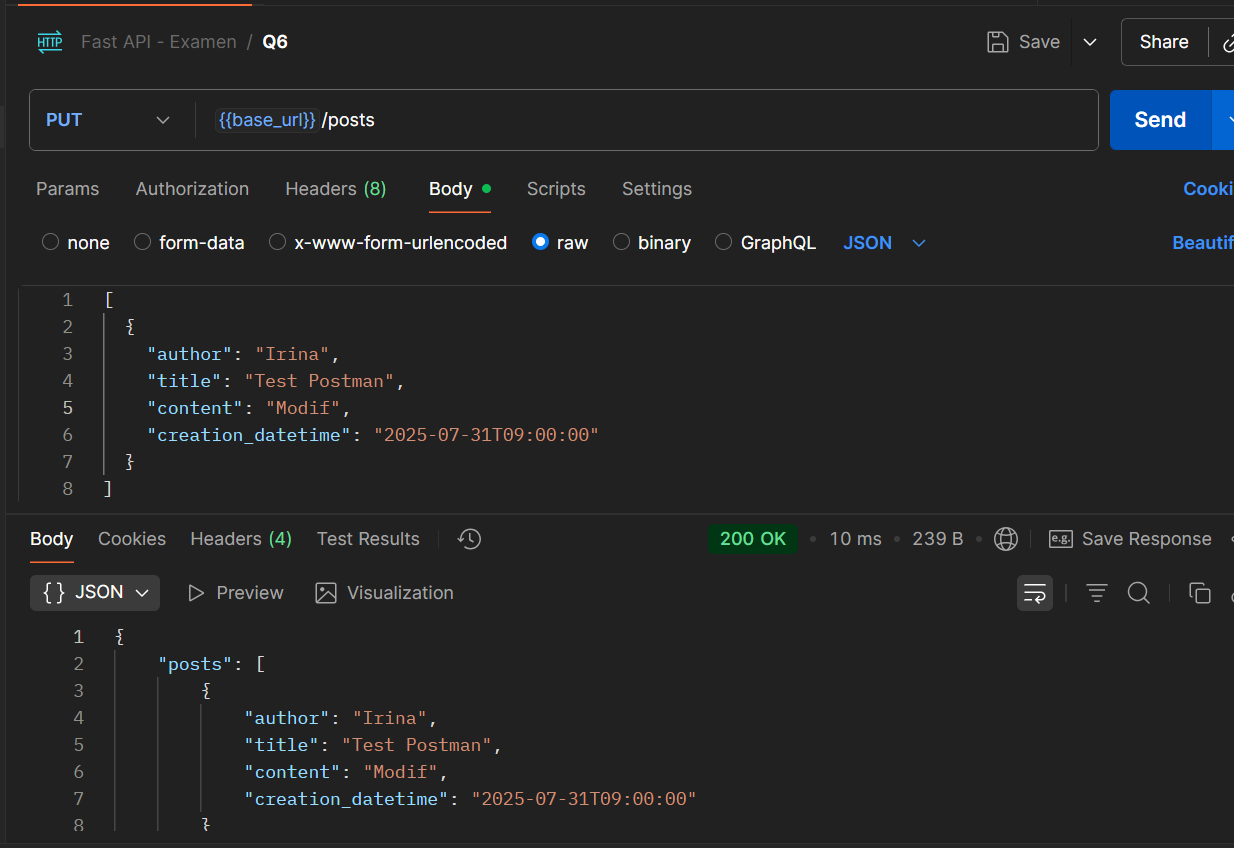 HTTP Fast API - Examen / Q6 Save Share
PUT {{base_url}} /posts Send
Params Authorization Headers (8) Body Scripts Settings Cooki
none form-data x-www-form-urlencoded raw binary GraphQL JSON Beautif
1 [
2 {
3 "author": "Irina",
4 "title": "Test Postman",
5 "content": "Modif",
6 "creation_datetime": "2025-07-31T09:00:00"
7 }
8 ]
Body Cookies Headers (4) Test Results 200 OK • 10 ms • 239 B • e.g. Save Response
{} JSON Preview Visualization
1 {
2 "posts": [
3 {
4 "author": "Irina",
5 "title": "Test Postman",
6 "content": "Modif",
7 "creation_datetime": "2025-07-31T09:00:00"
8 }